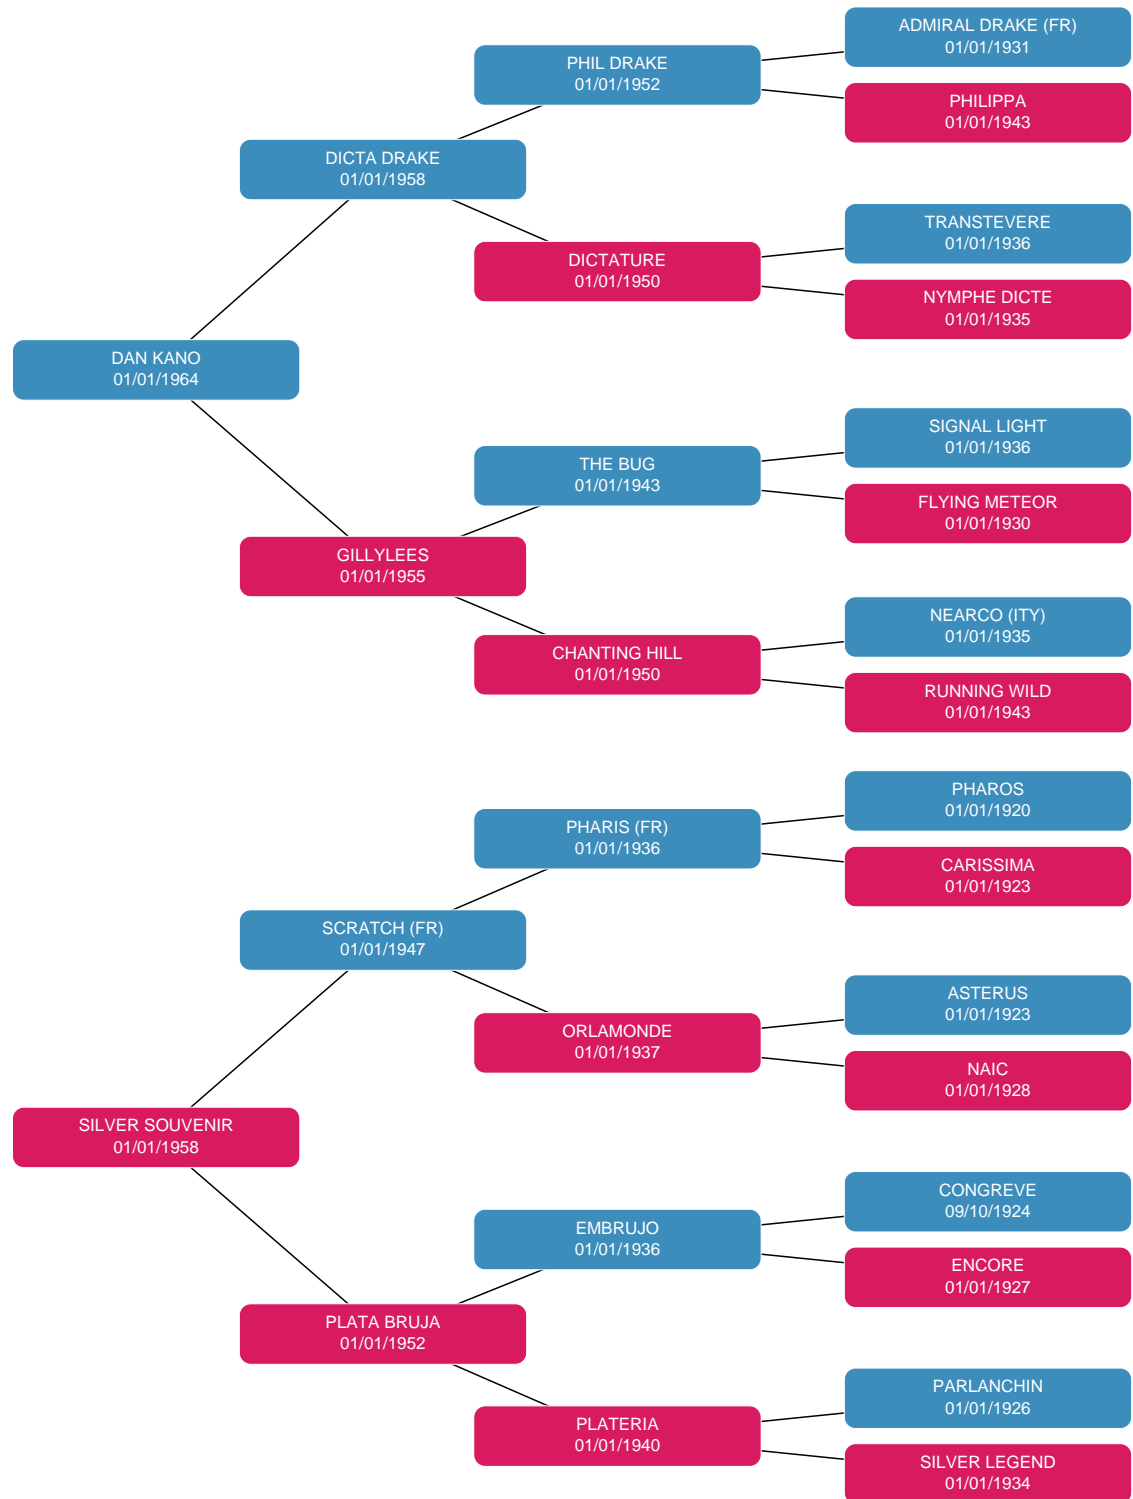 ADMIRAL DRAKE (FR)
01/01/1931
PHIL DRAKE
01/01/1952
PHILIPPA
01/01/1943
DICTA DRAKE
01/01/1958
TRANSTEVERE
01/01/1936
DICTATURE
01/01/1950
NYMPHE DICTE
01/01/1935
DAN KANO
01/01/1964
SIGNAL LIGHT
01/01/1936
THE BUG
01/01/1943
FLYING METEOR
01/01/1930
GILLYLEES
01/01/1955
NEARCO (ITY)
01/01/1935
CHANTING HILL
01/01/1950
RUNNING WILD
01/01/1943
PHAROS
01/01/1920
PHARIS (FR)
01/01/1936
CARISSIMA
01/01/1923
SCRATCH (FR)
01/01/1947
ASTERUS
01/01/1923
ORLAMONDE
01/01/1937
NAIC
01/01/1928
SILVER SOUVENIR
01/01/1958
CONGREVE
09/10/1924
EMBRUJO
01/01/1936
ENCORE
01/01/1927
PLATA BRUJA
01/01/1952
PARLANCHIN
01/01/1926
PLATERIA
01/01/1940
SILVER LEGEND
01/01/1934